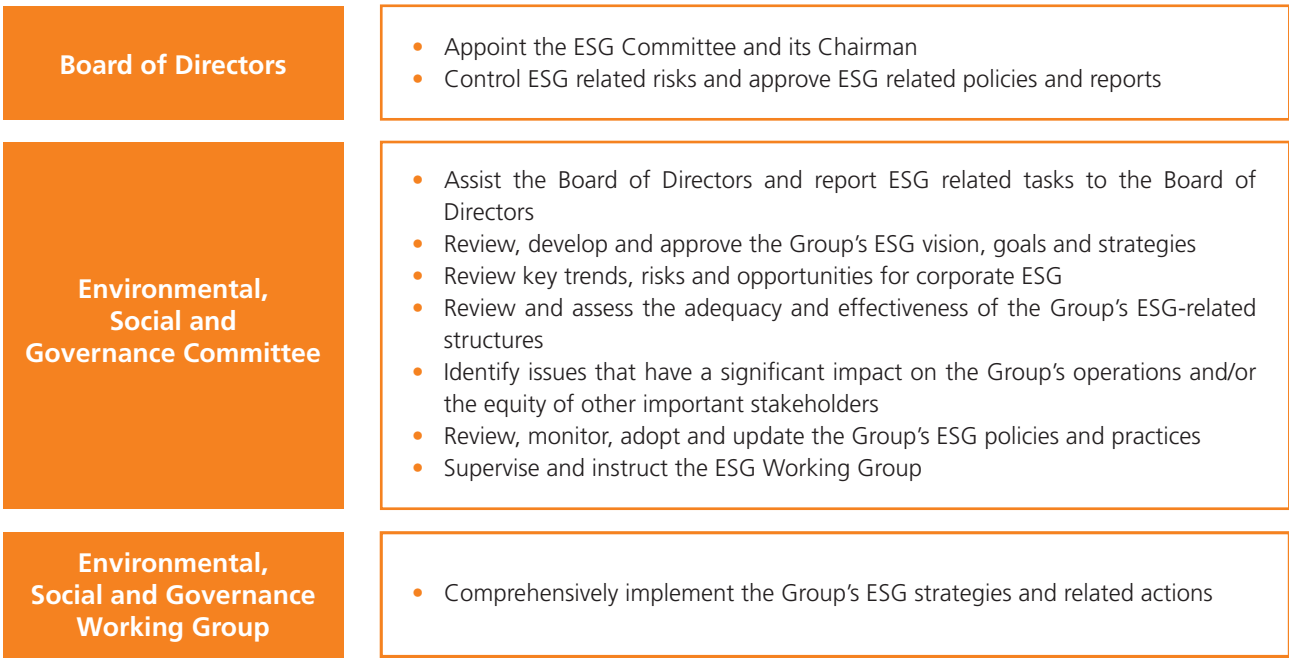 Board of Directors
• Appoint the ESG Committee and its Chairman
• Control ESG related risks and approve ESG related policies and reports
Environmental,
Social and
Governance Committee
• Assist the Board of Directors and report ESG related tasks to the Board of
Directors
• Review, develop and approve the Group’s ESG vision, goals and strategies
• Review key trends, risks and opportunities for corporate ESG
• Review and assess the adequacy and effectiveness of the Group’s ESG-related
structures
• Identify issues that have a significant impact on the Group’s operations and/or
the equity of other important stakeholders
• Review, monitor, adopt and update the Group’s ESG policies and practices
• Supervise and instruct the ESG Working Group
Environmental,
Social and Governance
Working Group
• Comprehensively implement the Group’s ESG strategies and related actions